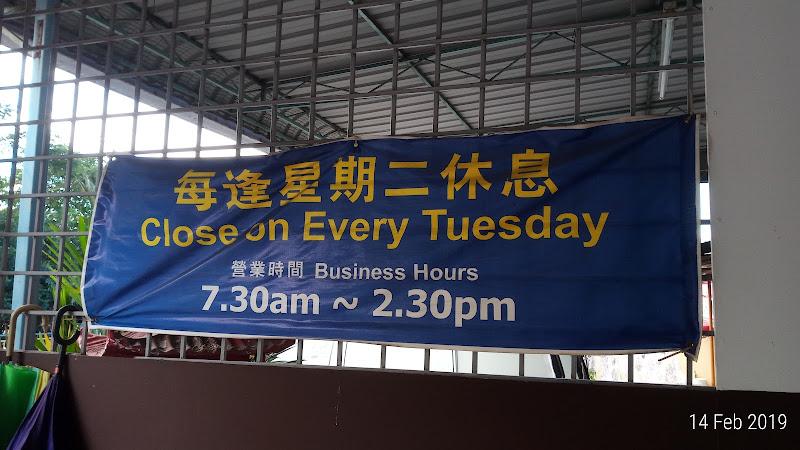 每逢星期二休息
Close on Every Tuesday
營業時間 Business Hours
7.30am ~ 2.30pm
14 Feb 2019